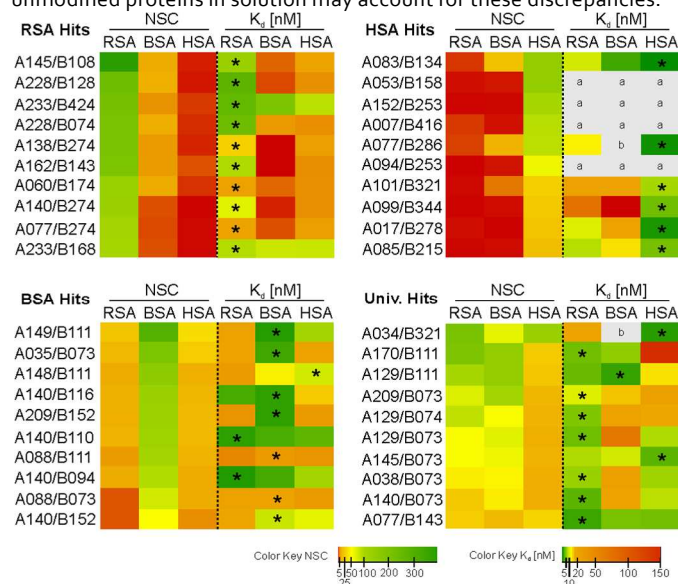 unmodified proteins in solution may account for these discrepancies.
RSA Hits NSC K_d [nM]
RSA BSA HSA RSA BSA HSA
A145/B108 *
A228/B128 *
A233/B424 *
A228/B074 *
A138/B274 *
A162/B143 *
A060/B174 *
A140/B274 *
A077/B274 *
A233/B168 *
HSA Hits NSC K_d [nM]
RSA BSA HSA RSA BSA HSA
A083/B134 *
A053/B158 a a a
A152/B253 a a a
A007/B416 a a a
A077/B286 b *
A094/B253 a a a
A101/B321 *
A099/B344 *
A017/B278 *
A085/B215 *
BSA Hits NSC K_d [nM]
RSA BSA HSA RSA BSA HSA
A149/B111 *
A035/B073 *
A148/B111 *
A140/B116 *
A209/B152 *
A140/B110 *
A088/B111 *
A140/B094 *
A088/B073 *
A140/B152 *
Univ. Hits NSC K_d [nM]
RSA BSA HSA RSA BSA HSA
A034/B321 b *
A170/B111 *
A129/B111 *
A209/B073 *
A129/B074 *
A129/B073 *
A145/B073 *
A038/B073 *
A140/B073 *
A077/B143 *
Color Key NSC
5 50 100 200 300
25
Color Key K_d [nM]
5 20 50 100 150
10